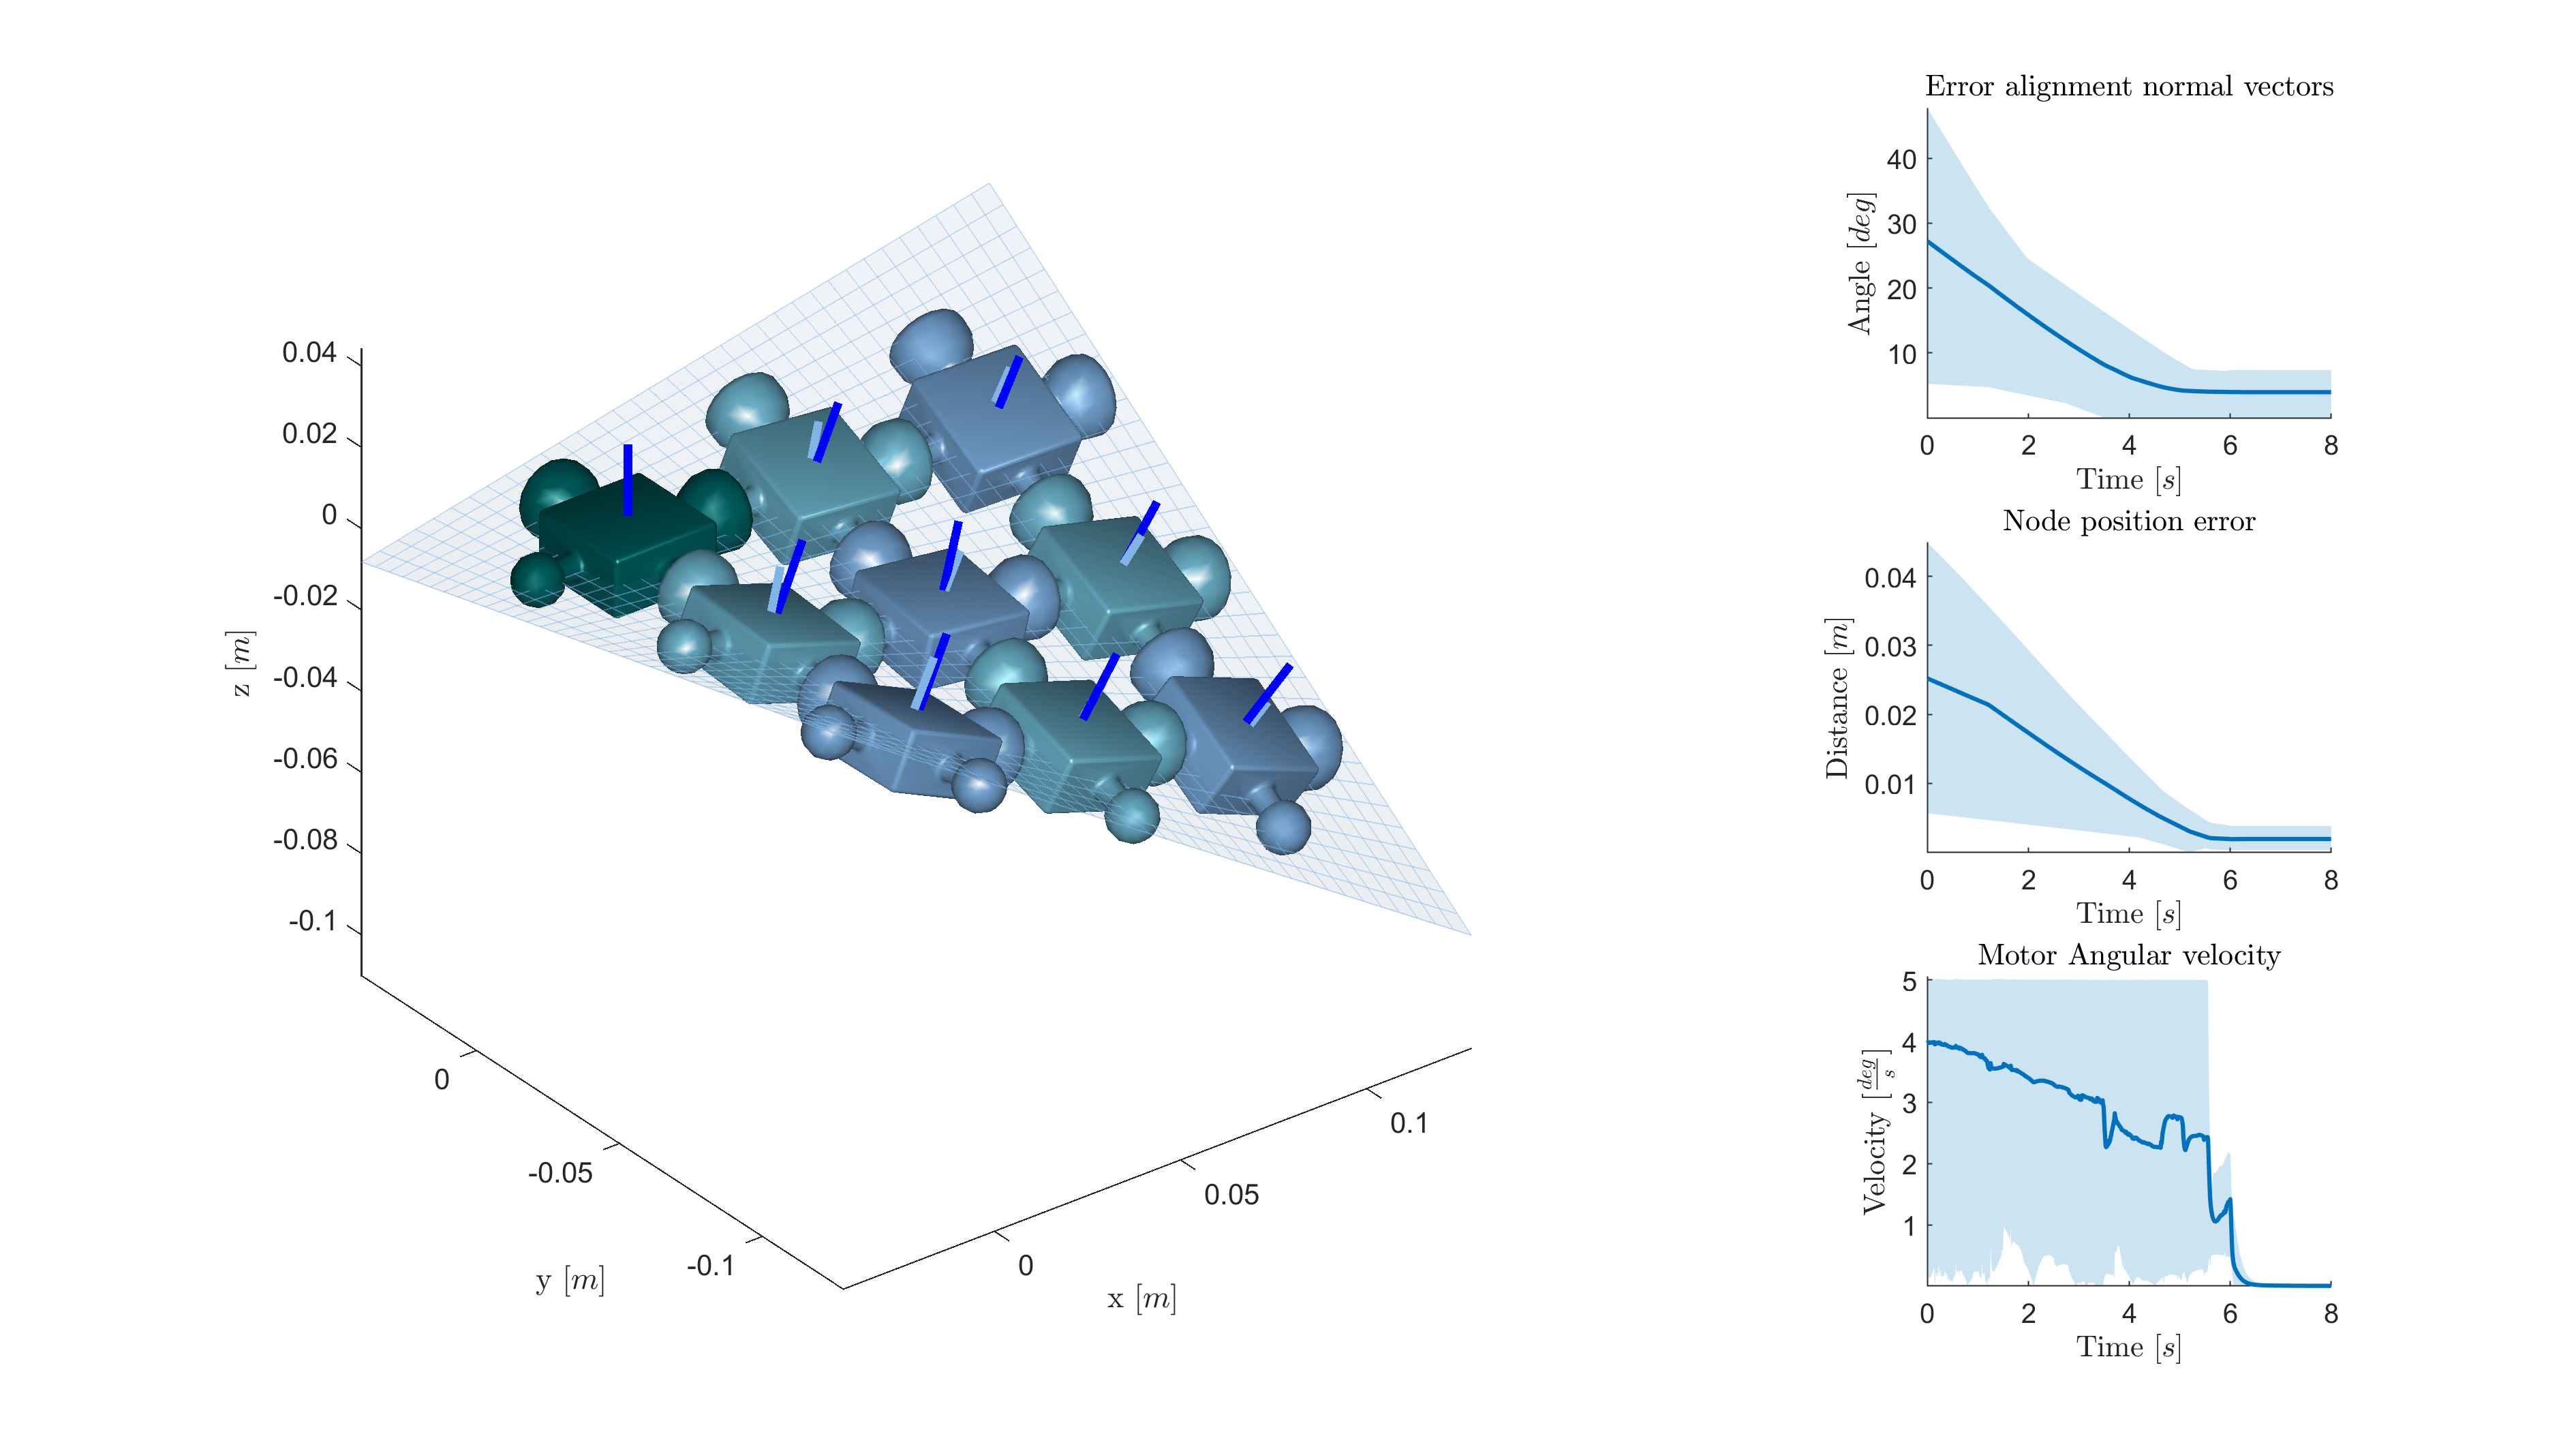 0.04
0.02
0
-0.02
-0.04
-0.06
-0.08
-0.1
z [m]
0
-0.05
-0.1
y [m]
0
0.05
0.1
x [m]
Error alignment normal vectors
40
30
20
10
Angle [deg]
0 2 4 6 8
Time [s]
Node position error
0.04
0.03
0.02
0.01
Distance [m]
0 2 4 6 8
Time [s]
Motor Angular velocity
5
4
3
2
1
Velocity [deg/s]
0 2 4 6 8
Time [s]